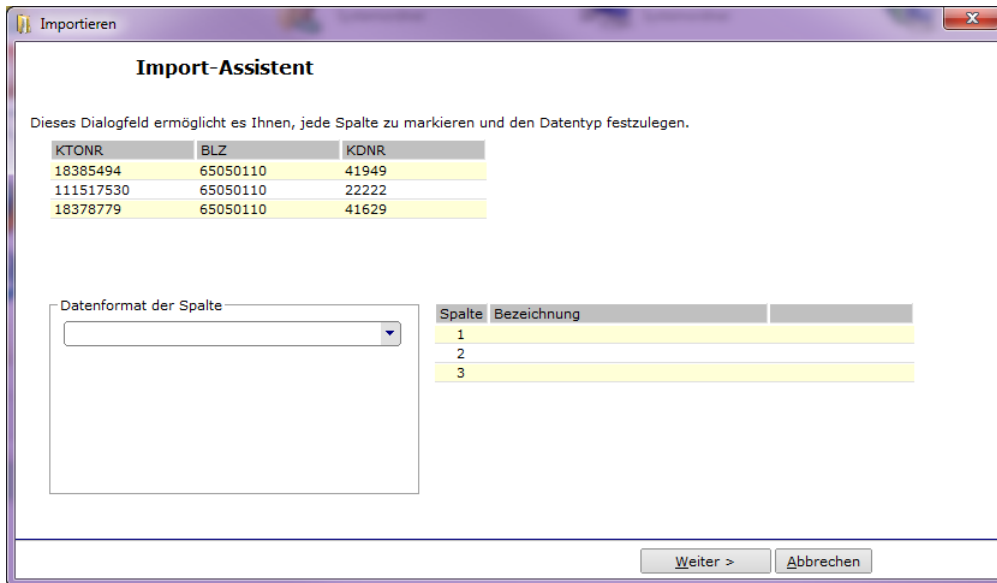 Importieren
Import-Assistent
Dieses Dialogfeld ermöglicht es Ihnen, jede Spalte zu markieren und den Datentyp festzulegen.
KTONR BLZ KDNR
18385494 65050110 41949
111517530 65050110 22222
18378779 65050110 41629
Datenformat der Spalte
Spalte Bezeichnung
1
2
3
Weiter > Abbrechen